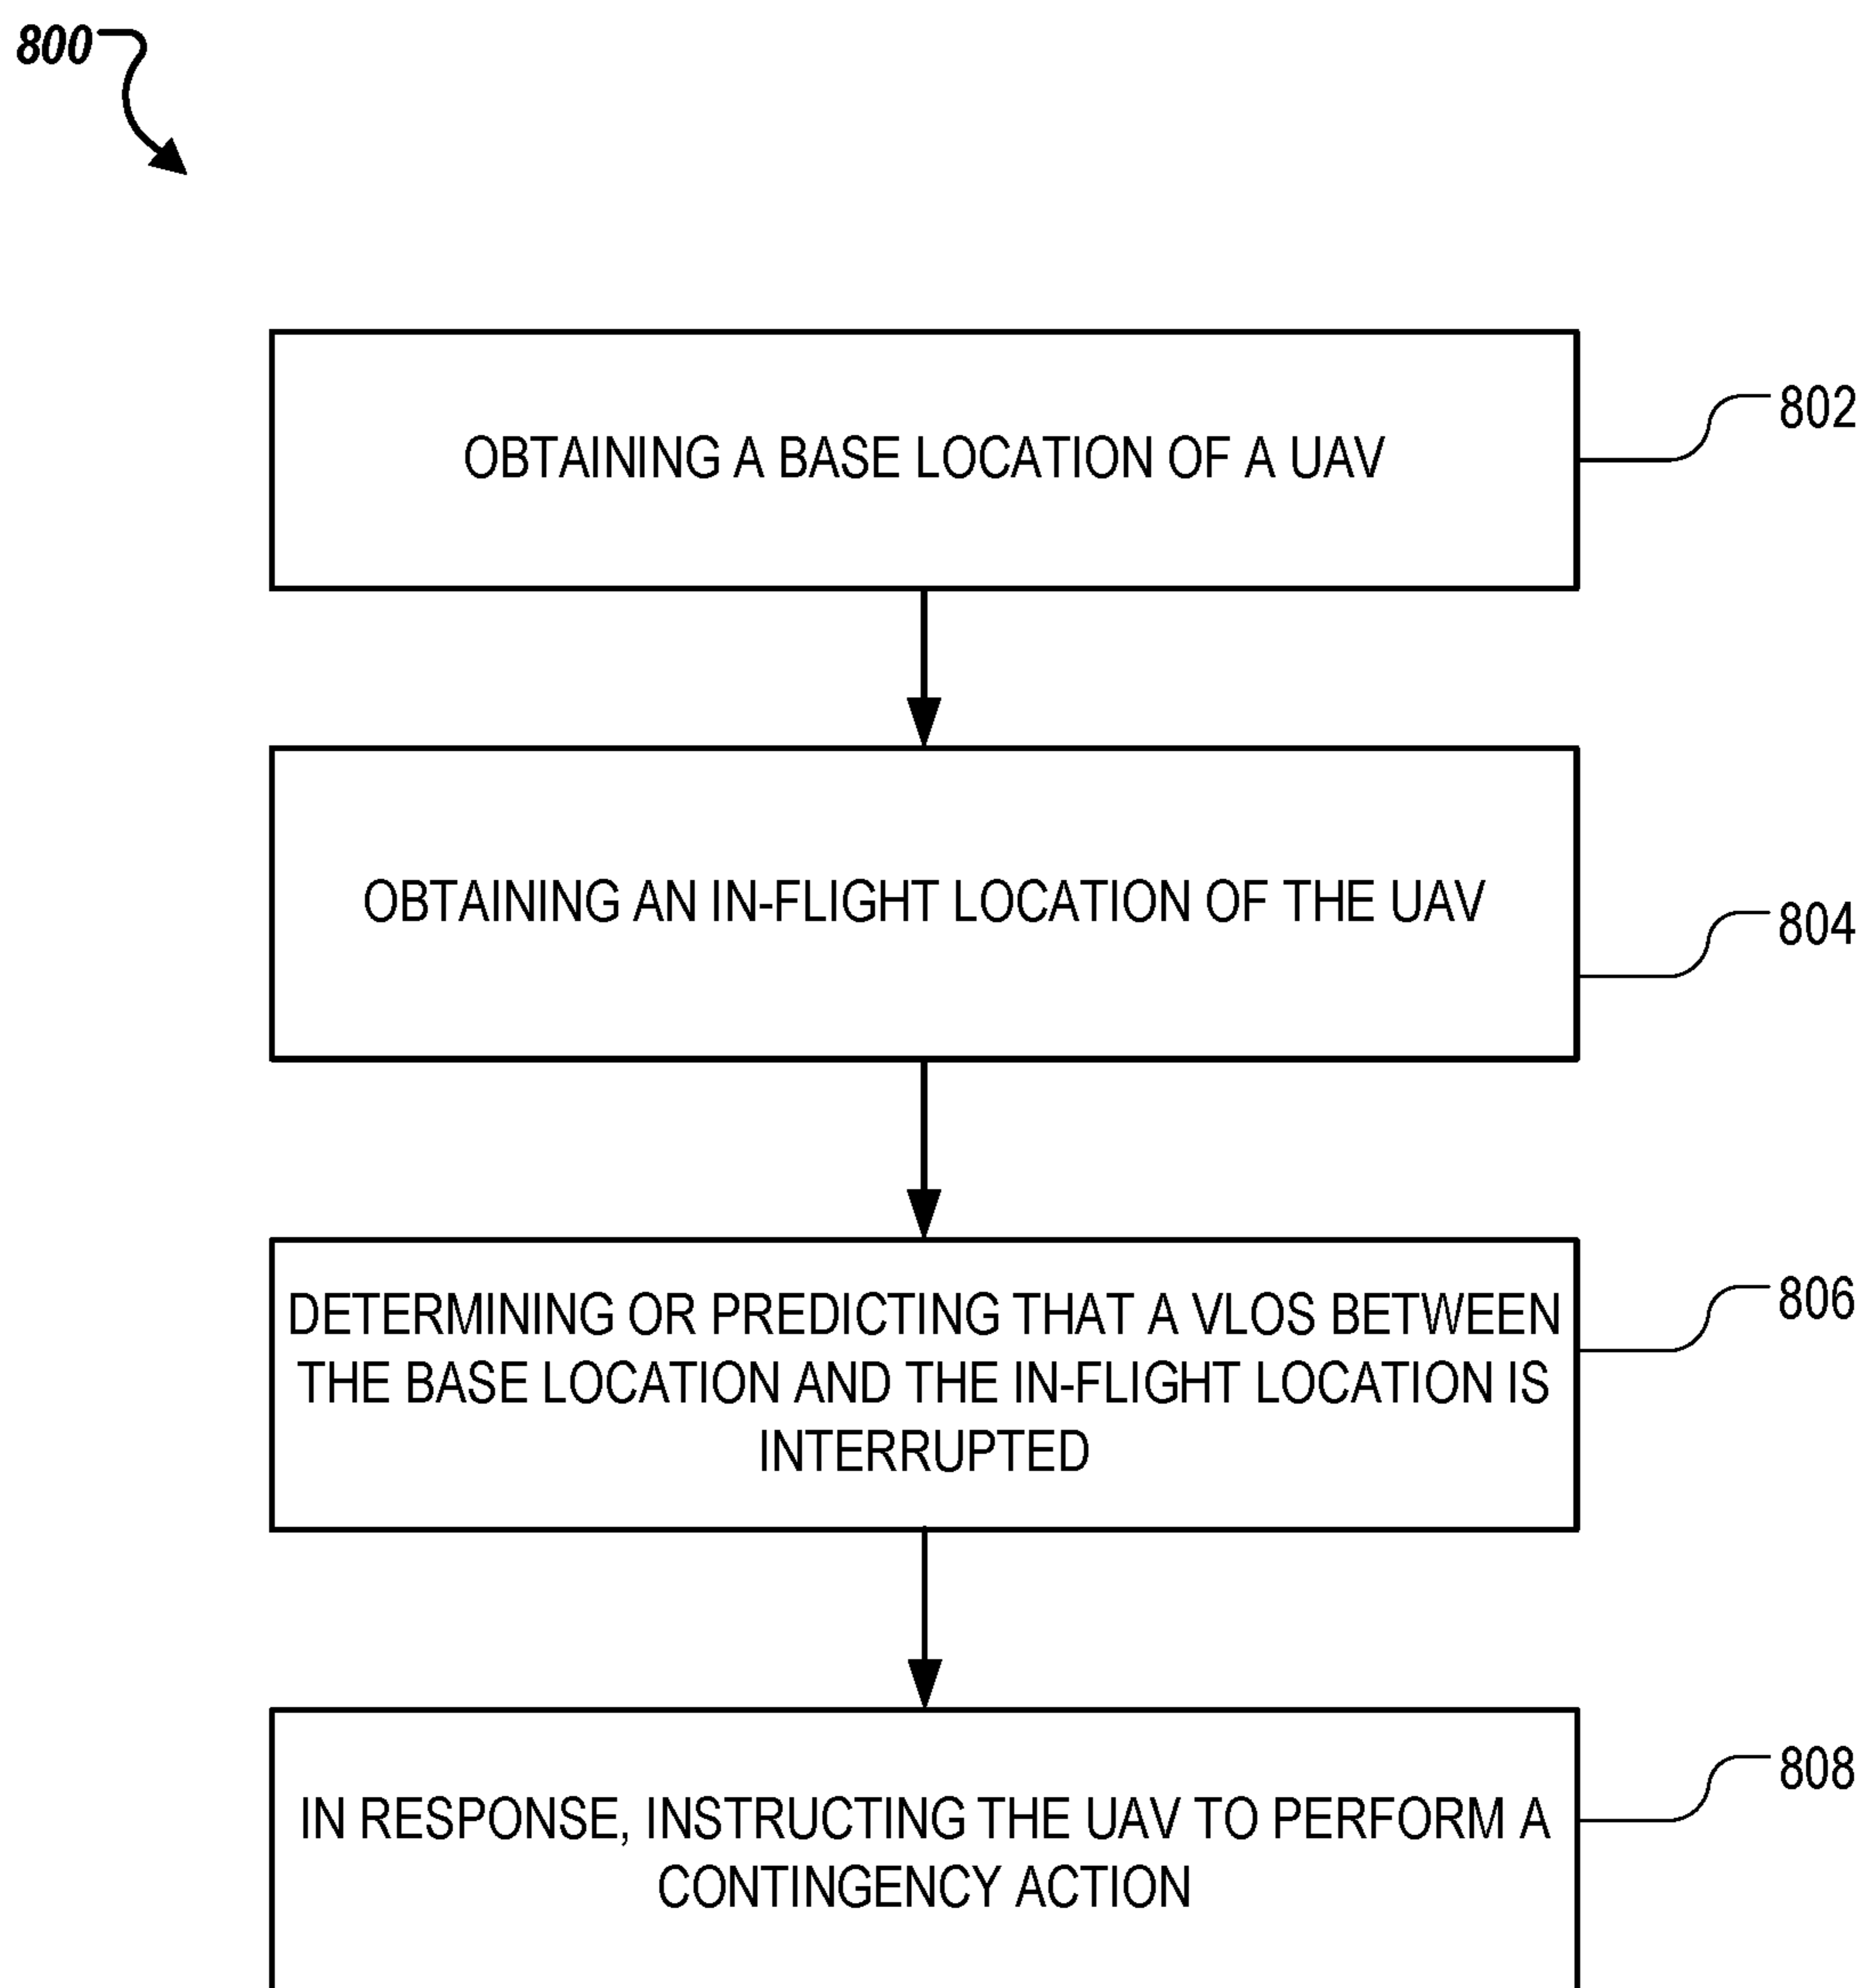 800
OBTAINING A BASE LOCATION OF A UAV
802
OBTAINING AN IN-FLIGHT LOCATION OF THE UAV
804
DETERMINING OR PREDICTING THAT A VLOS BETWEEN
THE BASE LOCATION AND THE IN-FLIGHT LOCATION IS
INTERRUPTED
806
IN RESPONSE, INSTRUCTING THE UAV TO PERFORM A
CONTINGENCY ACTION
808